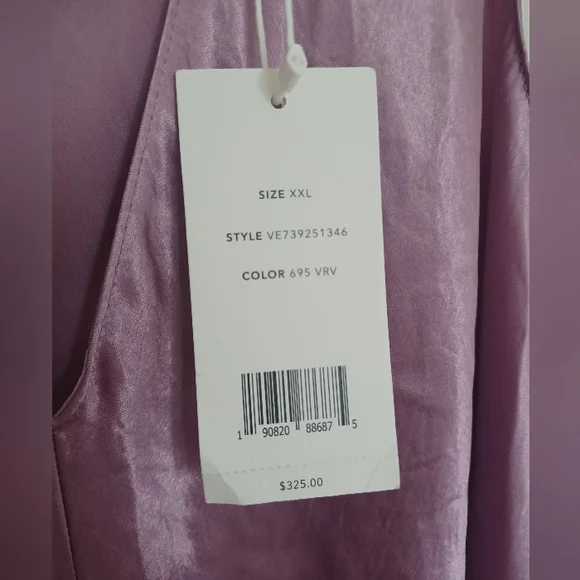 SIZE XXL
STYLE VE739251346
COLOR 695 VRV
1 90820 88687 5
$325.00